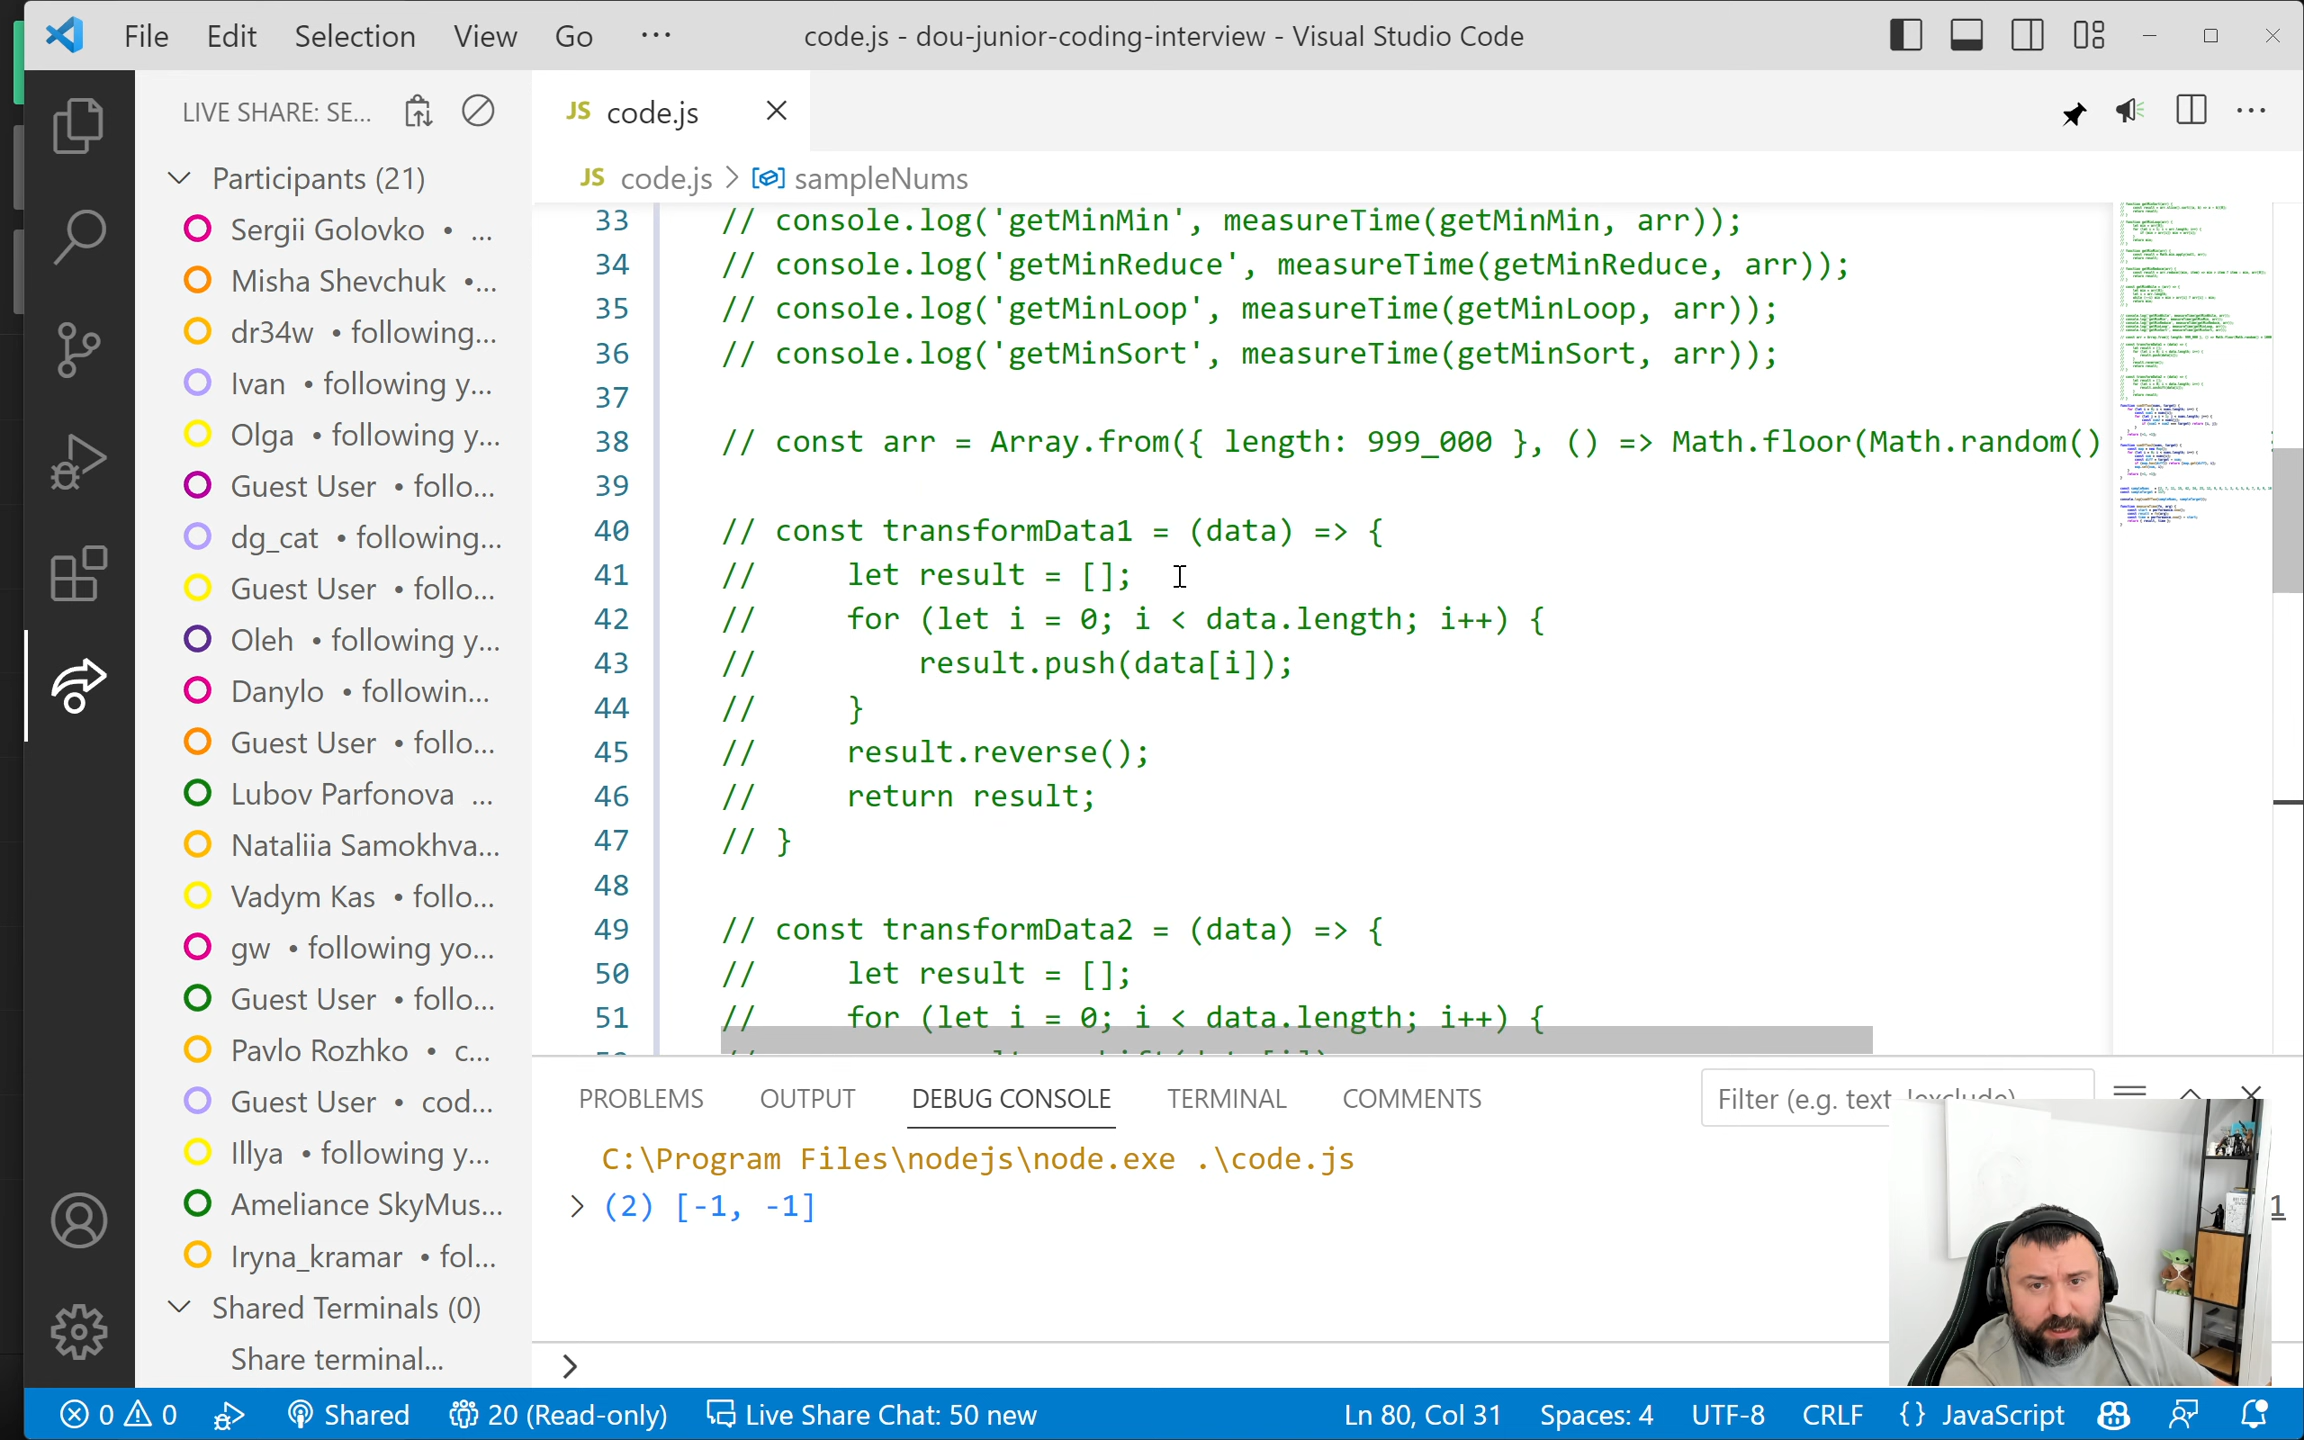 File Edit Selection View Go ··· code.js - dou-junior-coding-interview - Visual Studio Code
LIVE SHARE: SE...
Participants (21)
Sergii Golovko • ...
Misha Shevchuk •...
dr34w • following...
Ivan • following y...
Olga • following y...
Guest User • follo...
dg_cat • following...
Guest User • follo...
Oleh • following y...
Danylo • followin...
Guest User • follo...
Lubov Parfonova ...
Nataliia Samokhva...
Vadym Kas • follo...
gw • following yo...
Guest User • follo...
Pavlo Rozhko • c...
Guest User • cod...
Illya • following y...
Ameliance SkyMus...
Iryna_kramar • fol...
Shared Terminals (0)
Share terminal...
JS code.js
JS code.js > sampleNums
33 // console.log('getMinMin', measureTime(getMinMin, arr));
34 // console.log('getMinReduce', measureTime(getMinReduce, arr));
35 // console.log('getMinLoop', measureTime(getMinLoop, arr));
36 // console.log('getMinSort', measureTime(getMinSort, arr));
37
38 // const arr = Array.from({ length: 999_000 }, () => Math.floor(Math.random()
39
40 // const transformData1 = (data) => {
41 //     let result = [];
42 //     for (let i = 0; i < data.length; i++) {
43 //         result.push(data[i]);
44 //     }
45 //     result.reverse();
46 //     return result;
47 // }
48
49 // const transformData2 = (data) => {
50 //     let result = [];
51 //     for (let i = 0; i < data.length; i++) {
PROBLEMS OUTPUT DEBUG CONSOLE TERMINAL COMMENTS Filter (e.g. text
C:\Program Files\nodejs\node.exe .\code.js
> (2) [-1, -1]
1
>
0 0 Shared 20 (Read-only) Live Share Chat: 50 new Ln 80, Col 31 Spaces: 4 UTF-8 CRLF {} JavaScript